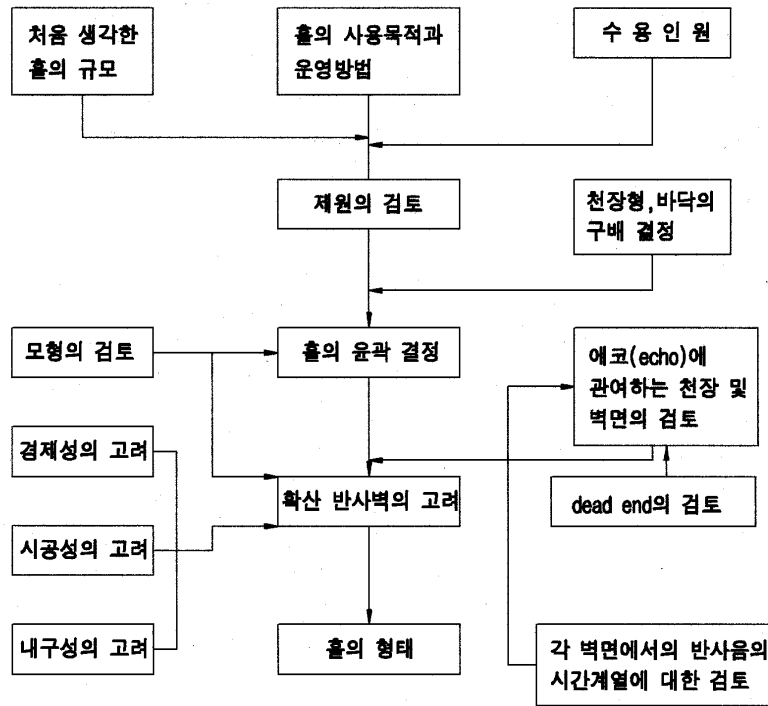 처음 생각한
홀의 규모
홀의 사용목적과
운영방법
수 용 인 원
제원의 검토
천장형,바닥의
구배 결정
모형의 검토
홀의 윤곽 결정
에코(echo)에
관여하는 천장 및
벽면의 검토
경제성의 고려
확산 반사벽의 고려
dead end의 검토
시공성의 고려
내구성의 고려
홀의 형태
각 벽면에서의 반사음의
시간계열에 대한 검토